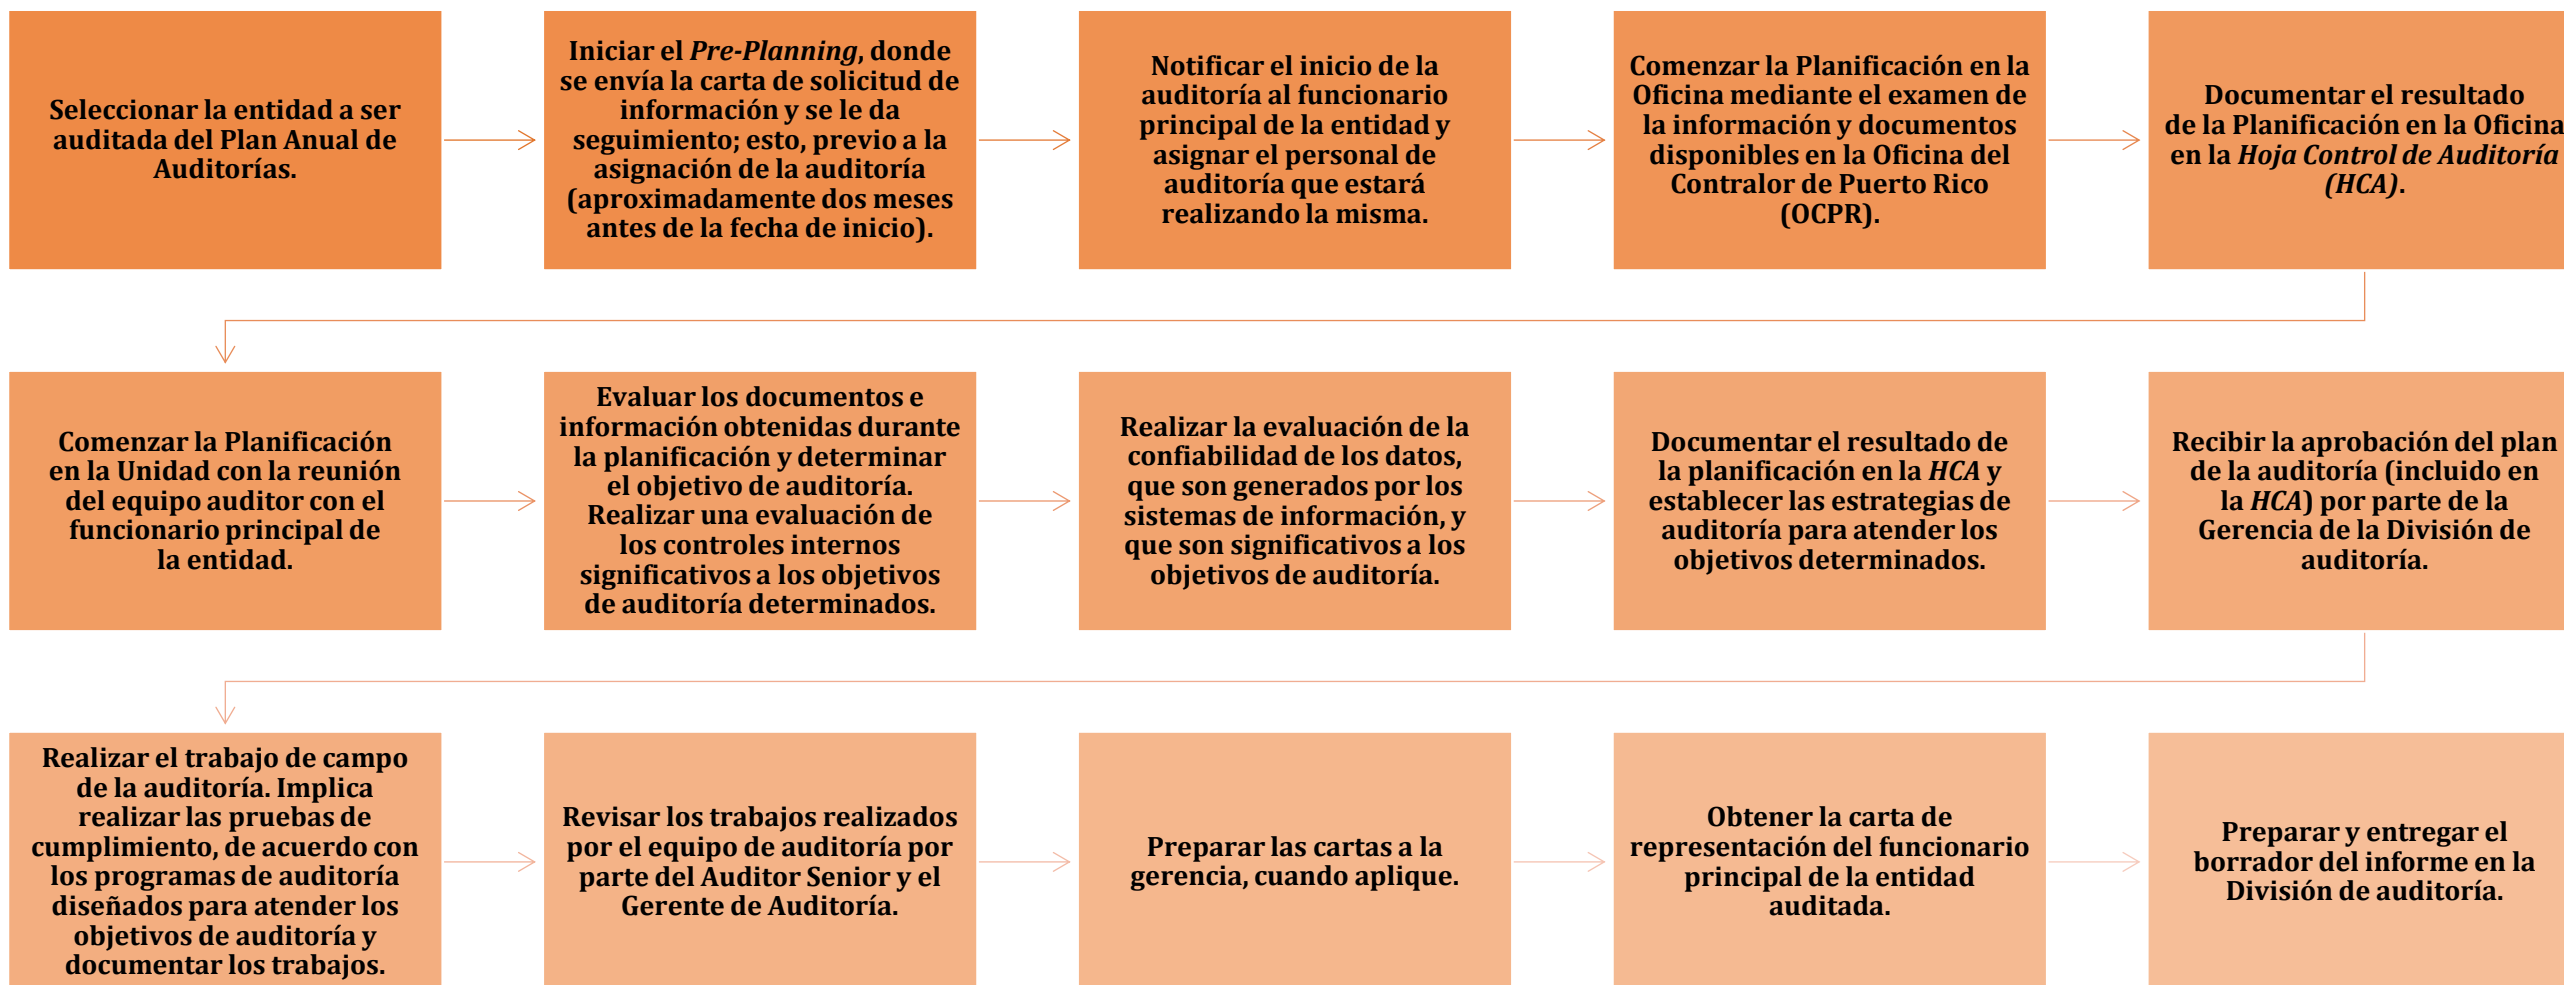 Seleccionar la entidad a ser
auditada del Plan Anual de
Auditorías.
Iniciar el Pre-Planning, donde
se envía la carta de solicitud de
información y se le da
seguimiento; esto, previo a la
asignación de la auditoría
(aproximadamente dos meses
antes de la fecha de inicio).
Notificar el inicio de la
auditoría al funcionario
principal de la entidad y
asignar el personal de
auditoría que estará
realizando la misma.
Comenzar la Planificación en la
Oficina mediante el examen de
la información y documentos
disponibles en la Oficina del
Contralor de Puerto Rico
(OCPR).
Documentar el resultado
de la Planificación en la Oficina
en la Hoja Control de Auditoría
(HCA).
Comenzar la Planificación
en la Unidad con la reunión
del equipo auditor con el
funcionario principal de
la entidad.
Evaluar los documentos e
información obtenidas durante
la planificación y determinar
el objetivo de auditoría.
Realizar una evaluación de
los controles internos
significativos a los objetivos
de auditoría determinados.
Realizar la evaluación de la
confiabilidad de los datos,
que son generados por los
sistemas de información, y
que son significativos a los
objetivos de auditoría.
Documentar el resultado de
la planificación en la HCA y
establecer las estrategias de
auditoría para atender los
objetivos determinados.
Recibir la aprobación del plan
de la auditoría (incluido en
la HCA) por parte de la
Gerencia de la División de
auditoría.
Realizar el trabajo de campo
de la auditoría. Implica
realizar las pruebas de
cumplimiento, de acuerdo con
los programas de auditoría
diseñados para atender los
objetivos de auditoría y
documentar los trabajos.
Revisar los trabajos realizados
por el equipo de auditoría por
parte del Auditor Senior y el
Gerente de Auditoría.
Preparar las cartas a la
gerencia, cuando aplique.
Obtener la carta de
representación del funcionario
principal de la entidad
auditada.
Preparar y entregar el
borrador del informe en la
División de auditoría.